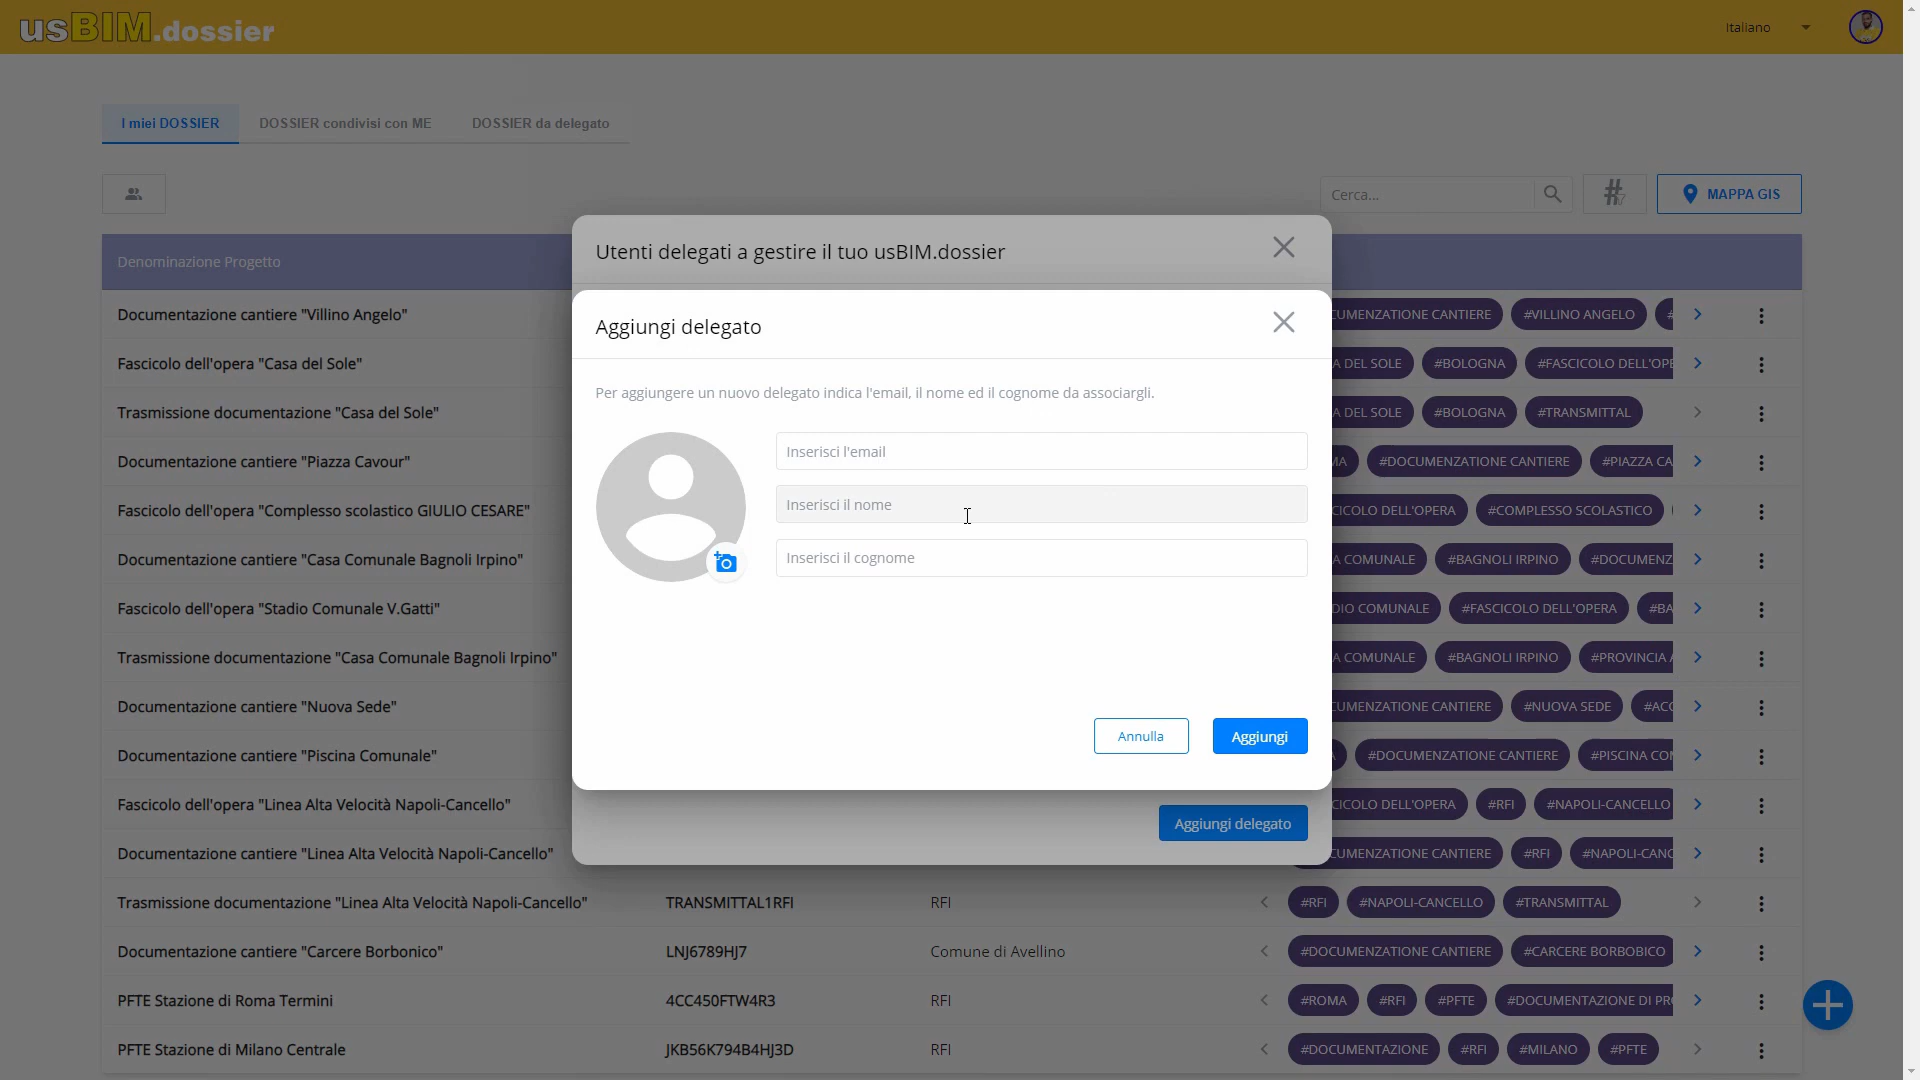 usBIM.dossier
Italiano
I miei DOSSIER
DOSSIER condivisi con ME
DOSSIER da delegato
Cerca...
#
MAPPA GIS
Utenti delegati a gestire il tuo usBIM.dossier
Denominazione Progetto
Aggiungi delegato
Per aggiungere un nuovo delegato indica l'email, il nome ed il cognome da associargli.
Inserisci l'email
Inserisci il nome
Inserisci il cognome
Annulla
Aggiungi
Aggiungi delegato
Documentazione cantiere "Villino Angelo" CUMENZATIONE CANTIERE #VILLINO ANGELO #
Fascicolo dell'opera "Casa del Sole" A DEL SOLE #BOLOGNA #FASCICOLO DELL'OPE
Trasmissione documentazione "Casa del Sole" A DEL SOLE #BOLOGNA #TRANSMITTAL
Documentazione cantiere "Piazza Cavour" MA #DOCUMENZATIONE CANTIERE #PIAZZA CA
Fascicolo dell'opera "Complesso scolastico GIULIO CESARE" CICOLO DELL'OPERA #COMPLESSO SCOLASTICO
Documentazione cantiere "Casa Comunale Bagnoli Irpino" A COMUNALE #BAGNOLI IRPINO #DOCUMENZ
Fascicolo dell'opera "Stadio Comunale V.Gatti" DIO COMUNALE #FASCICOLO DELL'OPERA #BA
Trasmissione documentazione "Casa Comunale Bagnoli Irpino" A COMUNALE #BAGNOLI IRPINO #PROVINCIA A
Documentazione cantiere "Nuova Sede" CUMENZATIONE CANTIERE #NUOVA SEDE #ACC
Documentazione cantiere "Piscina Comunale" #DOCUMENZATIONE CANTIERE #PISCINA COM
Fascicolo dell'opera "Linea Alta Velocità Napoli-Cancello" CICOLO DELL'OPERA #RFI #NAPOLI-CANCELLO
Documentazione cantiere "Linea Alta Velocità Napoli-Cancello" CUMENZATIONE CANTIERE #RFI #NAPOLI-CANC
Trasmissione documentazione "Linea Alta Velocità Napoli-Cancello" TRANSMITTAL1RFI RFI #RFI #NAPOLI-CANCELLO #TRANSMITTAL
Documentazione cantiere "Carcere Borbonico" LNJ6789HJ7 Comune di Avellino #DOCUMENZATIONE CANTIERE #CARCERE BORBOBICO
PFTE Stazione di Roma Termini 4CC450FTW4R3 RFI #ROMA #RFI #PFTE #DOCUMENTAZIONE DI PR
PFTE Stazione di Milano Centrale JKB56K794B4HJ3D RFI #DOCUMENTAZIONE #RFI #MILANO #PFTE